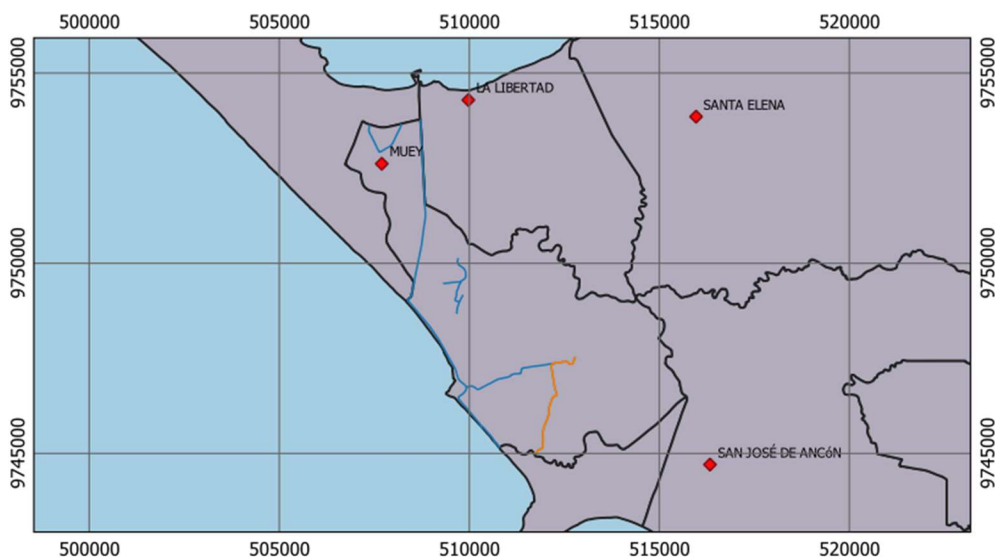 500000 505000 510000 515000 520000
9755000 9755000
LA LIBERTAD
SANTA ELENA
MUEY
9750000 9750000
SAN JOSÉ DE ANCóN
9745000 9745000
500000 505000 510000 515000 520000